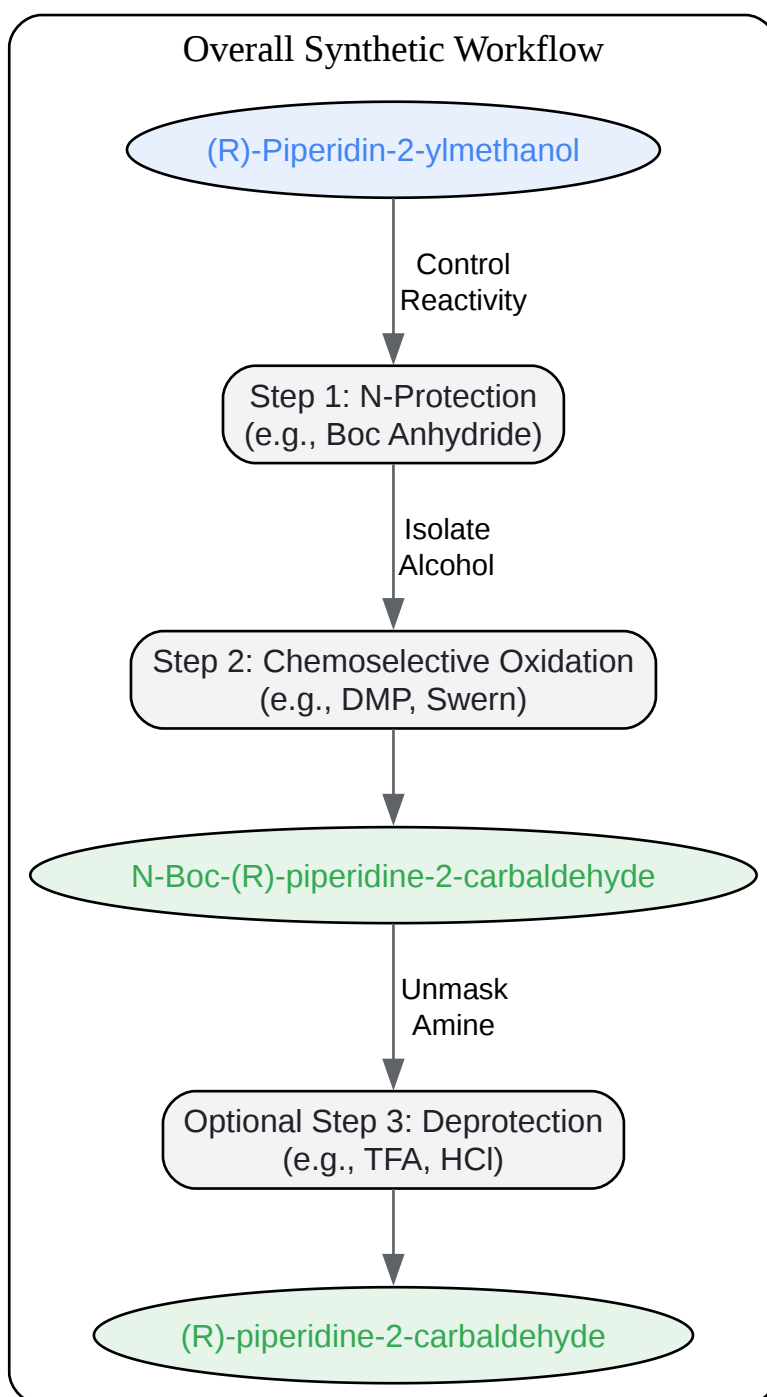 Overall Synthetic Workflow
(R)-Piperidin-2-ylmethanol
Control
Reactivity
Step 1: N-Protection
(e.g., Boc Anhydride)
Isolate
Alcohol
Step 2: Chemoselective Oxidation
(e.g., DMP, Swern)
N-Boc-(R)-piperidine-2-carbaldehyde
Unmask
Amine
Optional Step 3: Deprotection
(e.g., TFA, HCl)
(R)-piperidine-2-carbaldehyde